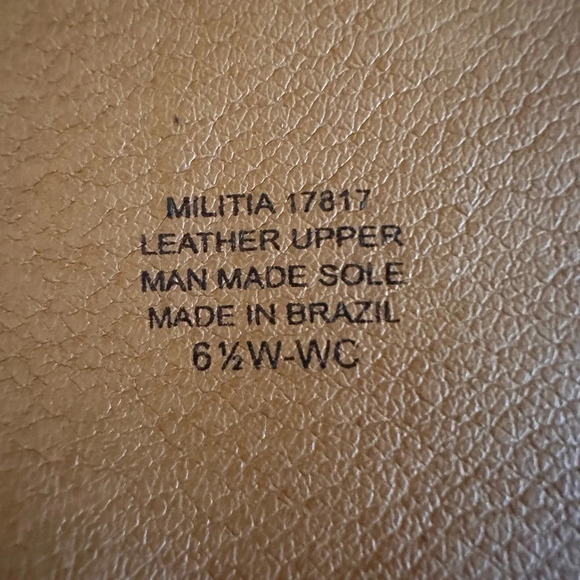 MILITIA 17817
LEATHER UPPER
MAN MADE SOLE
MADE IN BRAZIL
6½W-WC